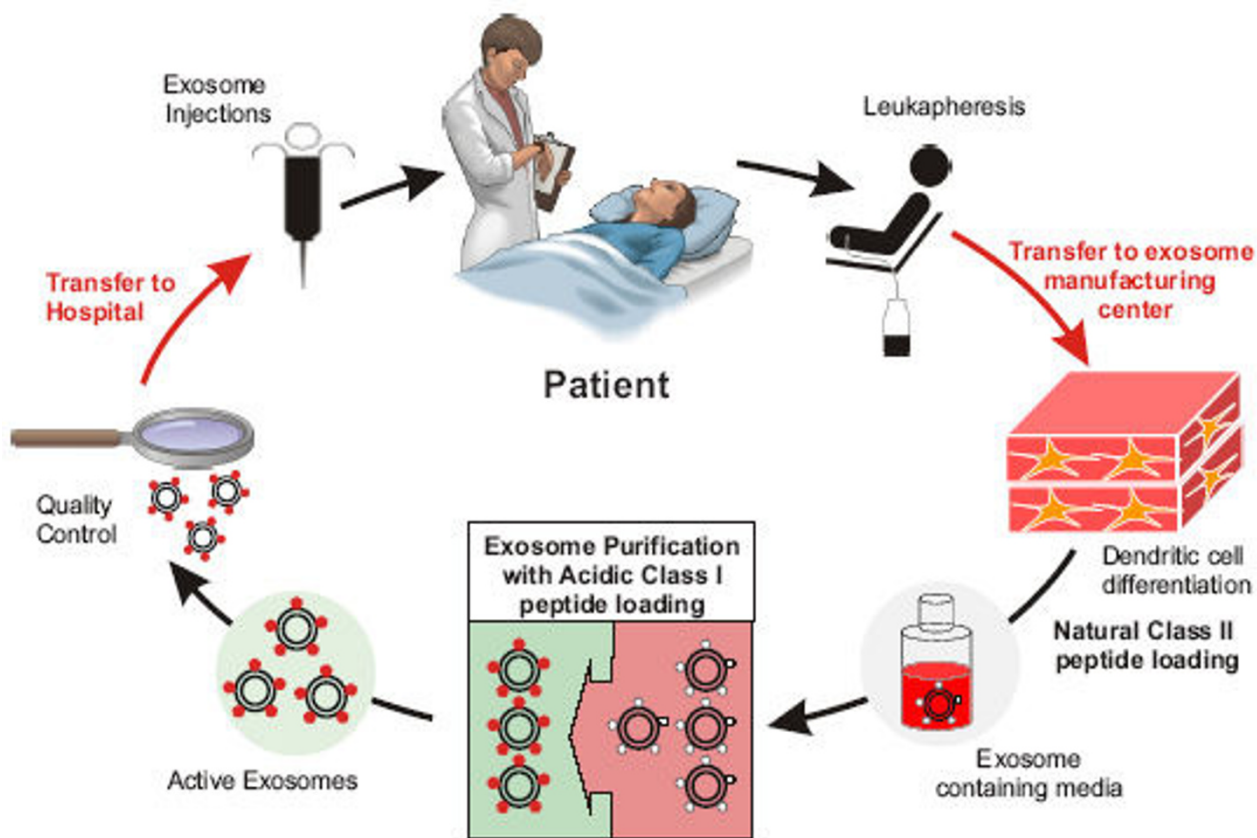 Exosome
Injections
Leukapheresis
Transfer to exosome
manufacturing
center
Transfer to
Hospital
Patient
Quality
Control
Exosome Purification
with Acidic Class I
peptide loading
Dendritic cell
differentiation
Natural Class II
peptide loading
Exosome
containing media
Active Exosomes